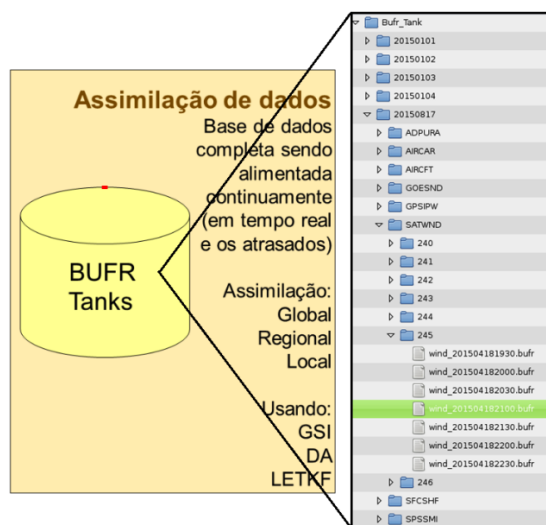 Assimilação de dados
Base de dados
completa sendo
alimentada
continuamente
(em tempo real
e os atrasados)
Assimilação:
Global
Regional
Local
Usando:
GSI
DA
LETKF
BUFR
Tanks
Bufr_Tank
20150101
20150102
20150103
20150104
20150817
ADPURA
AIRCAR
AIRCFT
GOESND
GPSIPW
SATWND
240
241
242
243
244
245
wind_201504181930.bufr
wind_201504182000.bufr
wind_201504182030.bufr
wind_201504182100.bufr
wind_201504182130.bufr
wind_201504182200.bufr
wind_201504182230.bufr
246
SFCSHF
SPSSMI